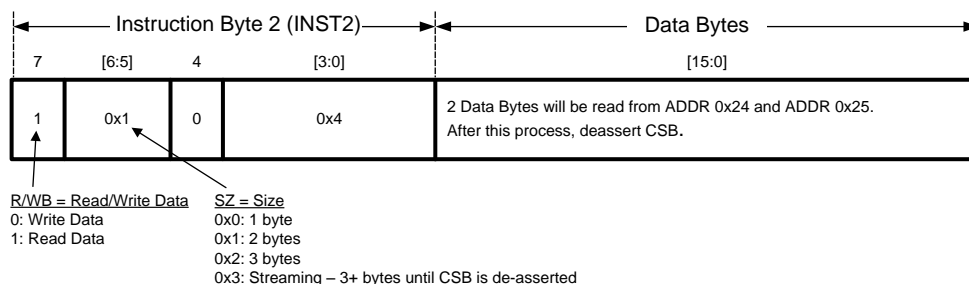 Instruction Byte 2 (INST2)
Data Bytes
7
[6:5]
4
[3:0]
[15:0]
1
0x1
0
0x4
2 Data Bytes will be read from ADDR 0x24 and ADDR 0x25.
After this process, deassert CSB.
R/WB = Read/Write Data
0: Write Data
1: Read Data
SZ = Size
0x0: 1 byte
0x1: 2 bytes
0x2: 3 bytes
0x3: Streaming – 3+ bytes until CSB is de-asserted